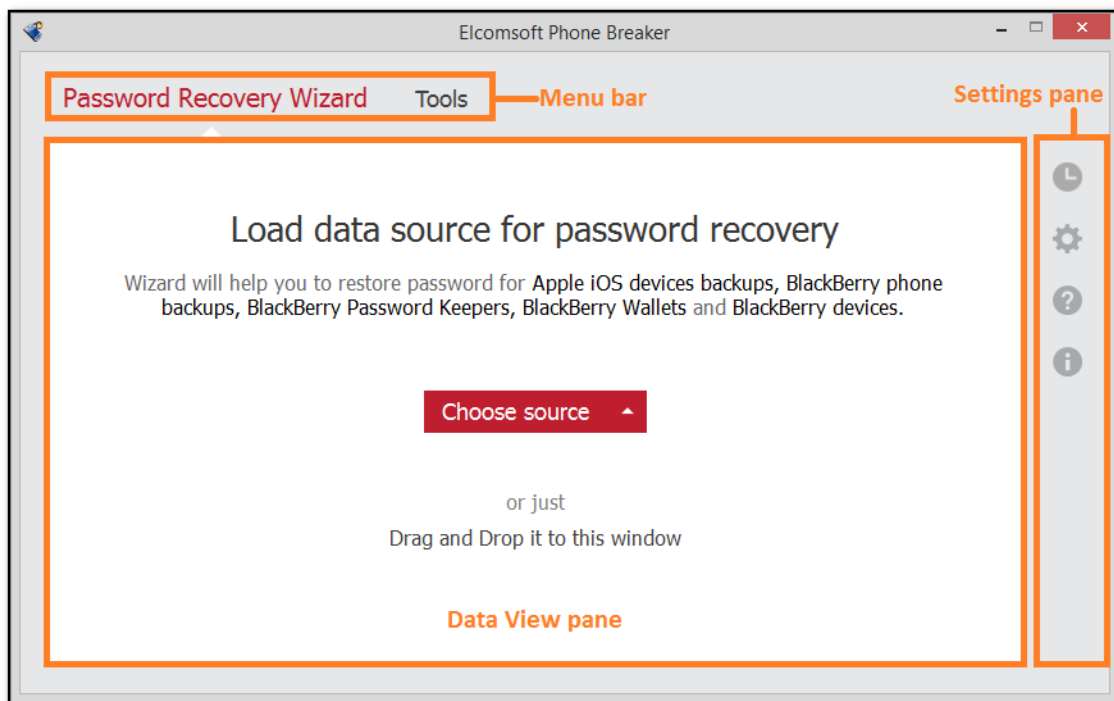 Elcomsoft Phone Breaker
Password Recovery Wizard Tools
Menu bar
Settings pane
Load data source for password recovery
Wizard will help you to restore password for Apple iOS devices backups, BlackBerry phone
backups, BlackBerry Password Keepers, BlackBerry Wallets and BlackBerry devices.
Choose source
or just
Drag and Drop it to this window
Data View pane